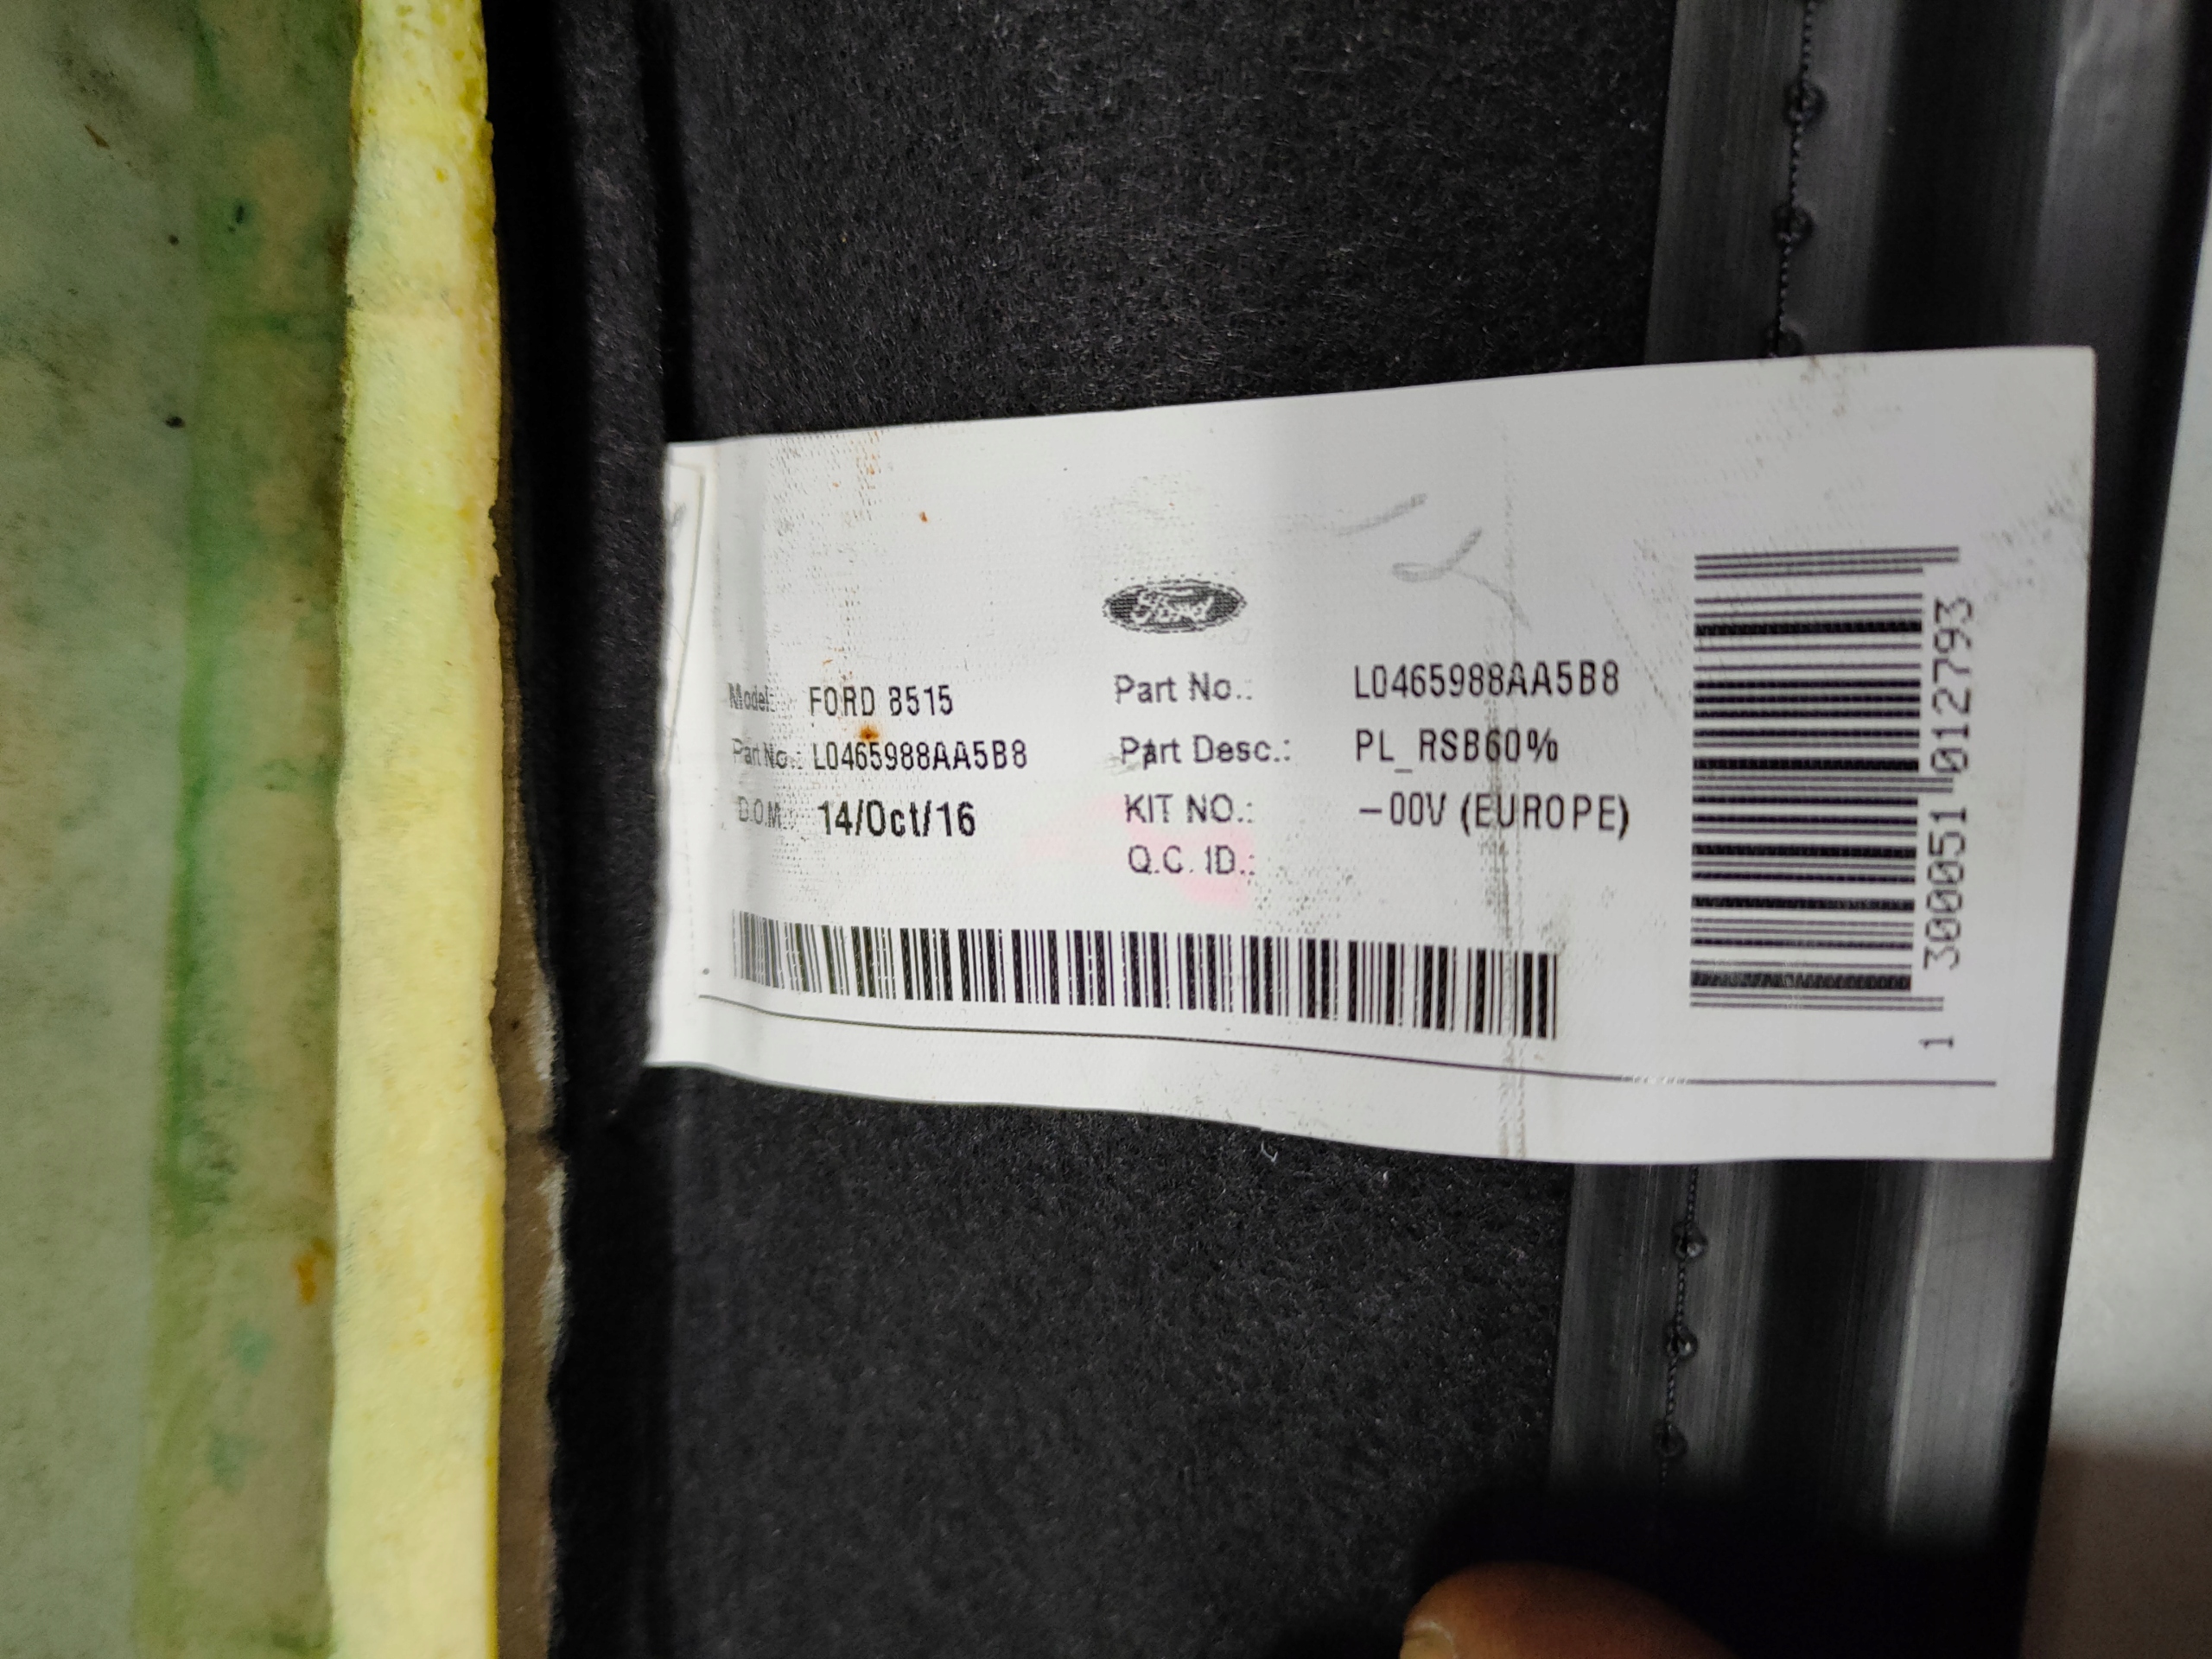 Ford
Model: FORD B515
Part No.: L0465988AA5B8
D.O.M.: 14/Oct/16
Part No.: L0465988AA5B8
Part Desc.: PL_RSB60%
KIT NO.: -00V (EUROPE)
Q.C. ID.:
1 300051 012793